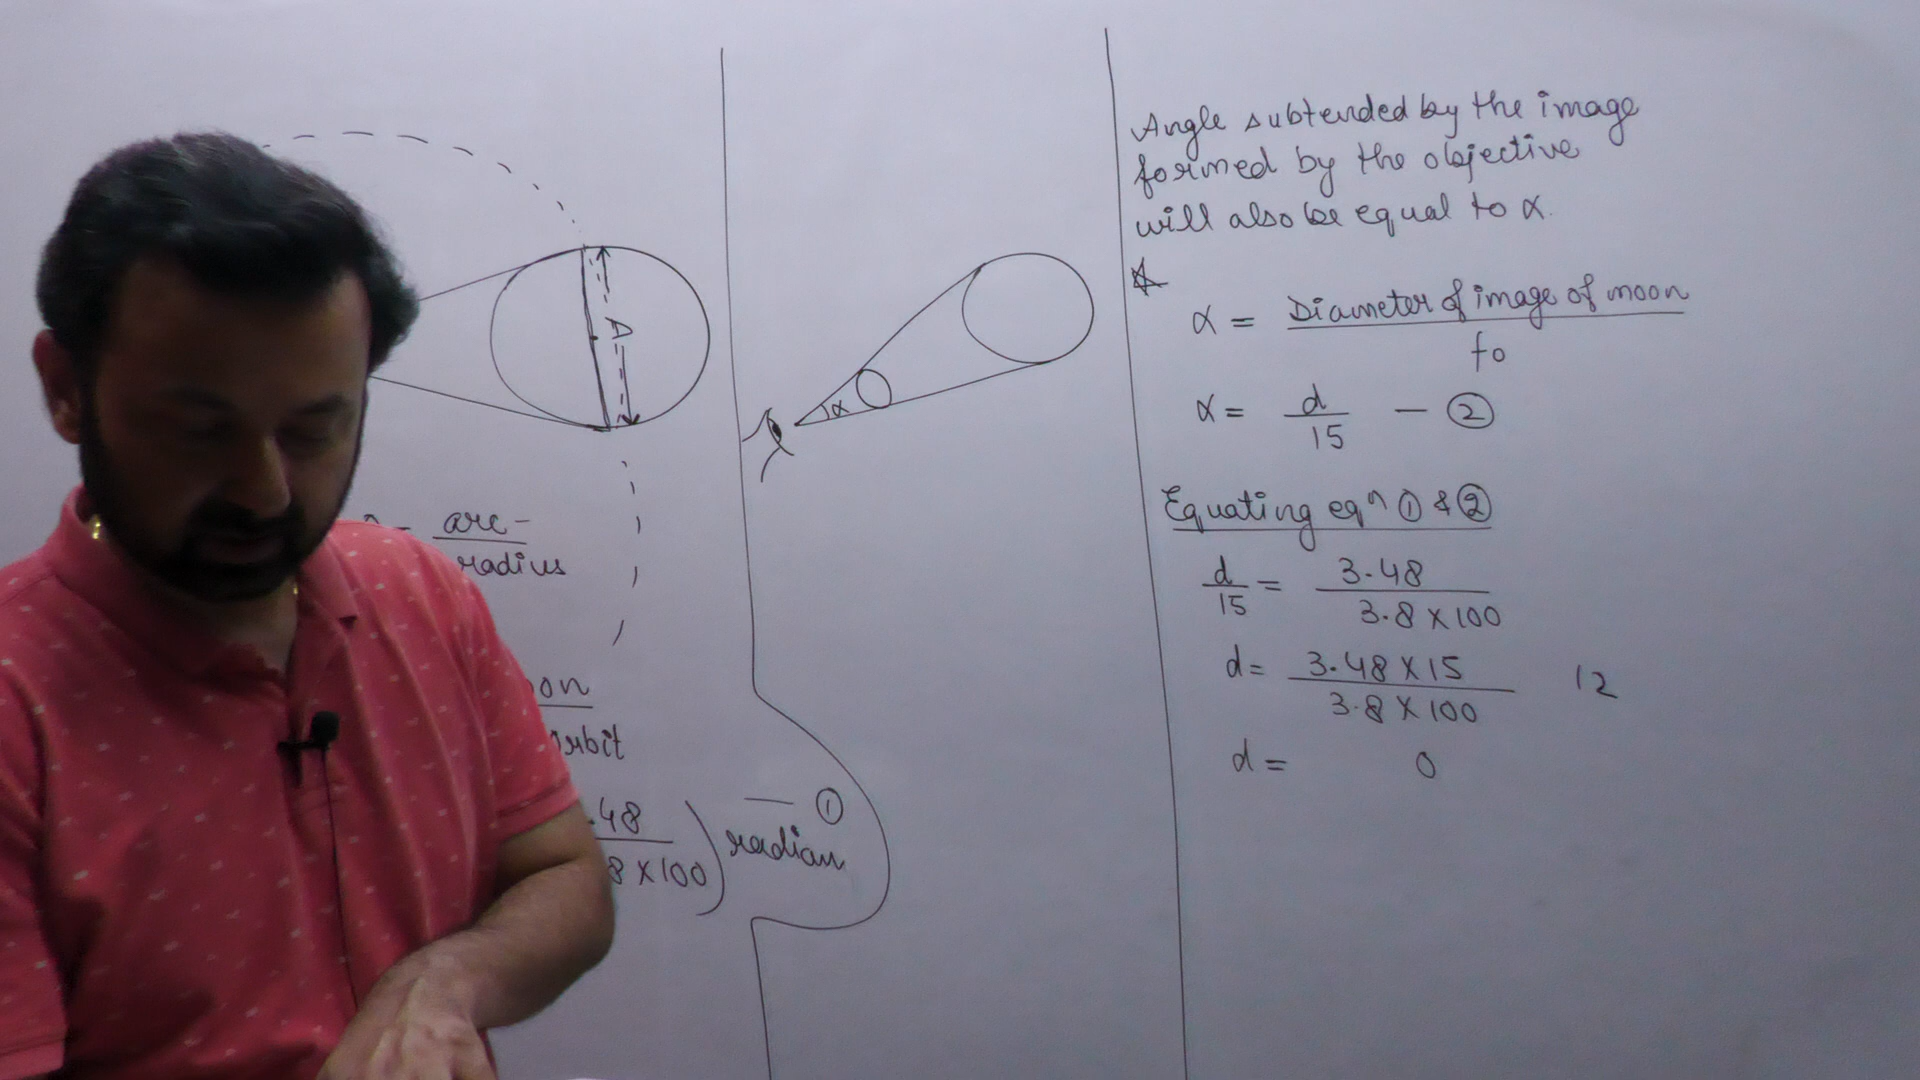 D
arc
radius
orbit
.48
8 × 100
) radian — ①
α
Angle subtended by the image
formed by the objective
will also be equal to α.
α = Diameter of image of moon
fo
α = d
15
— ②
Equating eqⁿ ① & ②
d = 3.48
15 3.8 × 100
d = 3.48 × 15
3.8 × 100
12
d = 0